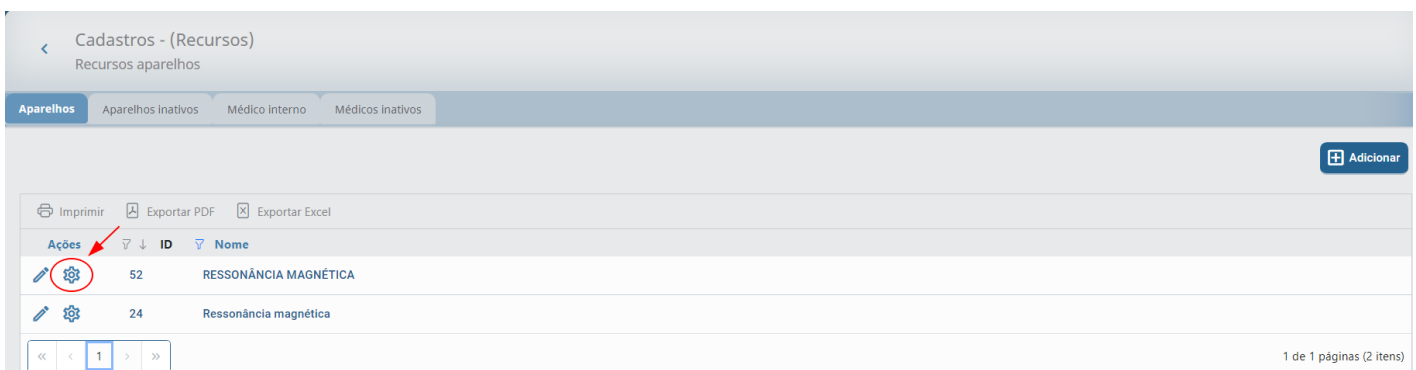 Cadastros - (Recursos)
Recursos aparelhos
Aparelhos Aparelhos inativos Médico interno Médicos inativos
Adicionar
Imprimir Exportar PDF Exportar Excel
Ações ID Nome
52 RESSONÂNCIA MAGNÉTICA
24 Ressonância magnética
1 1 de 1 páginas (2 itens)